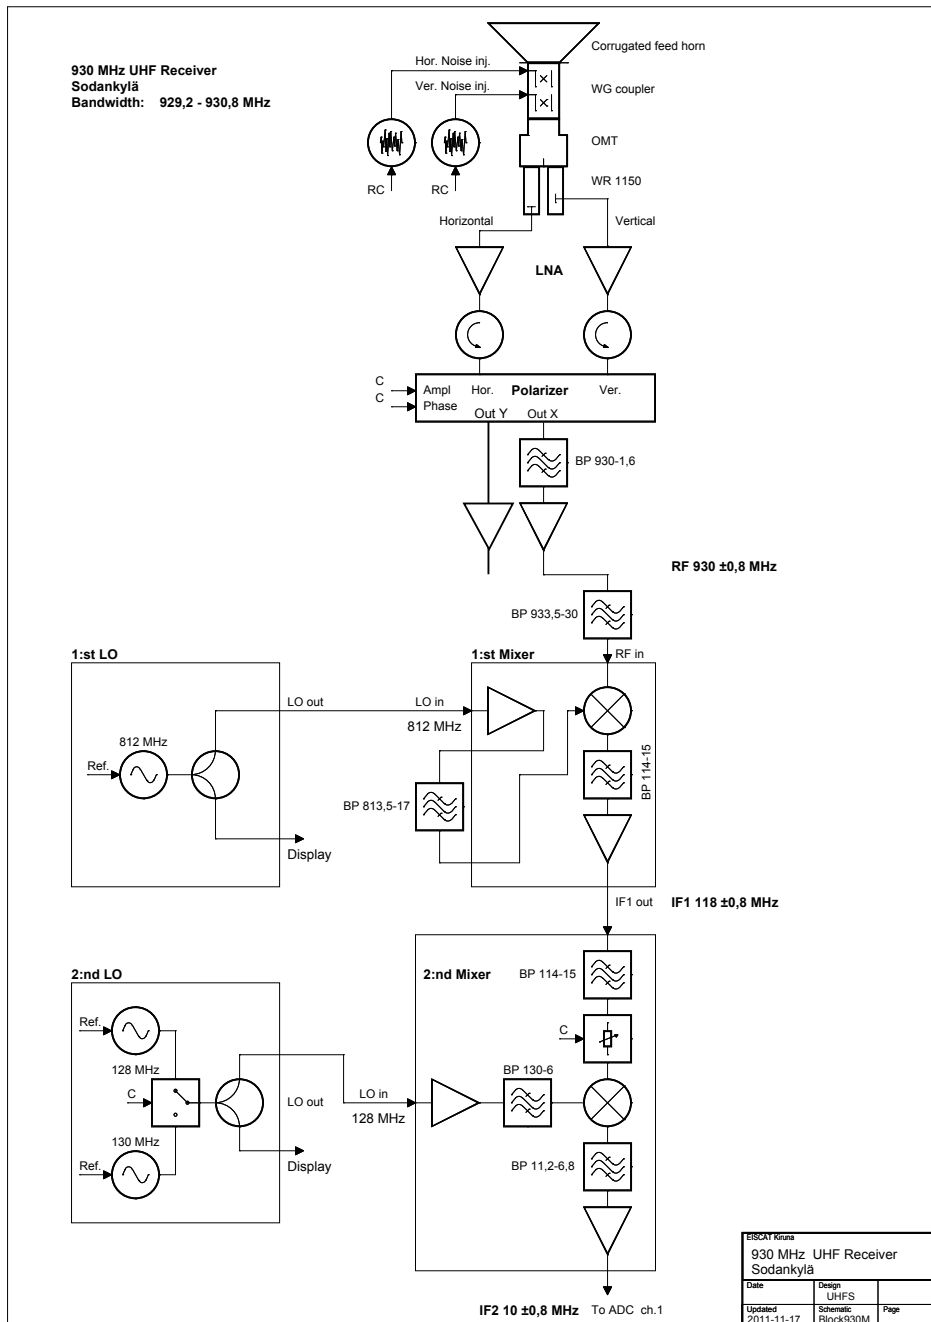 930 MHz UHF Receiver
Sodankylä
Bandwidth: 929,2 - 930,8 MHz
Corrugated feed horn
Hor. Noise inj.
Ver. Noise inj.
WG coupler
OMT
WR 1150
RC
RC
Horizontal
Vertical
LNA
C
C
Ampl
Phase
Hor.
Polarizer
Ver.
Out Y
Out X
BP 930-1,6
RF 930 ±0,8 MHz
BP 933,5-30
1:st LO
1:st Mixer
RF in
LO out
LO in
812 MHz
812 MHz
Ref.
BP 114-15
BP 813,5-17
Display
IF1 out
IF1 118 ±0,8 MHz
2:nd LO
2:nd Mixer
BP 114-15
Ref.
C
128 MHz
BP 130-6
C
LO out
LO in
128 MHz
130 MHz
Ref.
Display
BP 11,2-6,8
IF2 10 ±0,8 MHz
To ADC ch.1
EISCAT Kiruna
930 MHz UHF Receiver
Sodankylä
Date
Design
UHFS
Updated
2011-11-17
Schematic
Block930M
Page